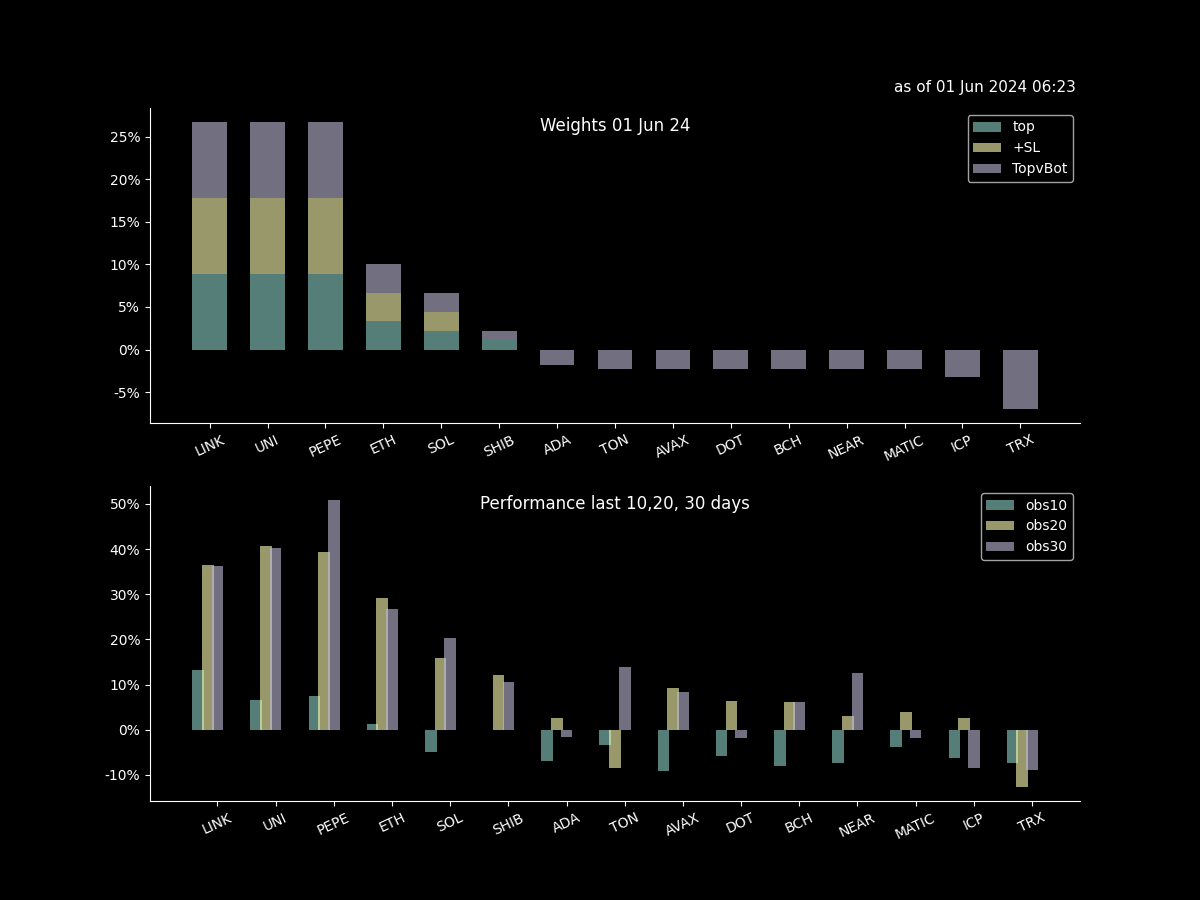 as of 01 Jun 2024 06:23
Weights 01 Jun 24
top
+SL
TopvBot
25%
20%
15%
10%
5%
0%
-5%
LINK UNI PEPE ETH SOL SHIB ADA TON AVAX DOT BCH NEAR MATIC ICP TRX
Performance last 10,20, 30 days
obs10
obs20
obs30
50%
40%
30%
20%
10%
0%
-10%
LINK UNI PEPE ETH SOL SHIB ADA TON AVAX DOT BCH NEAR MATIC ICP TRX